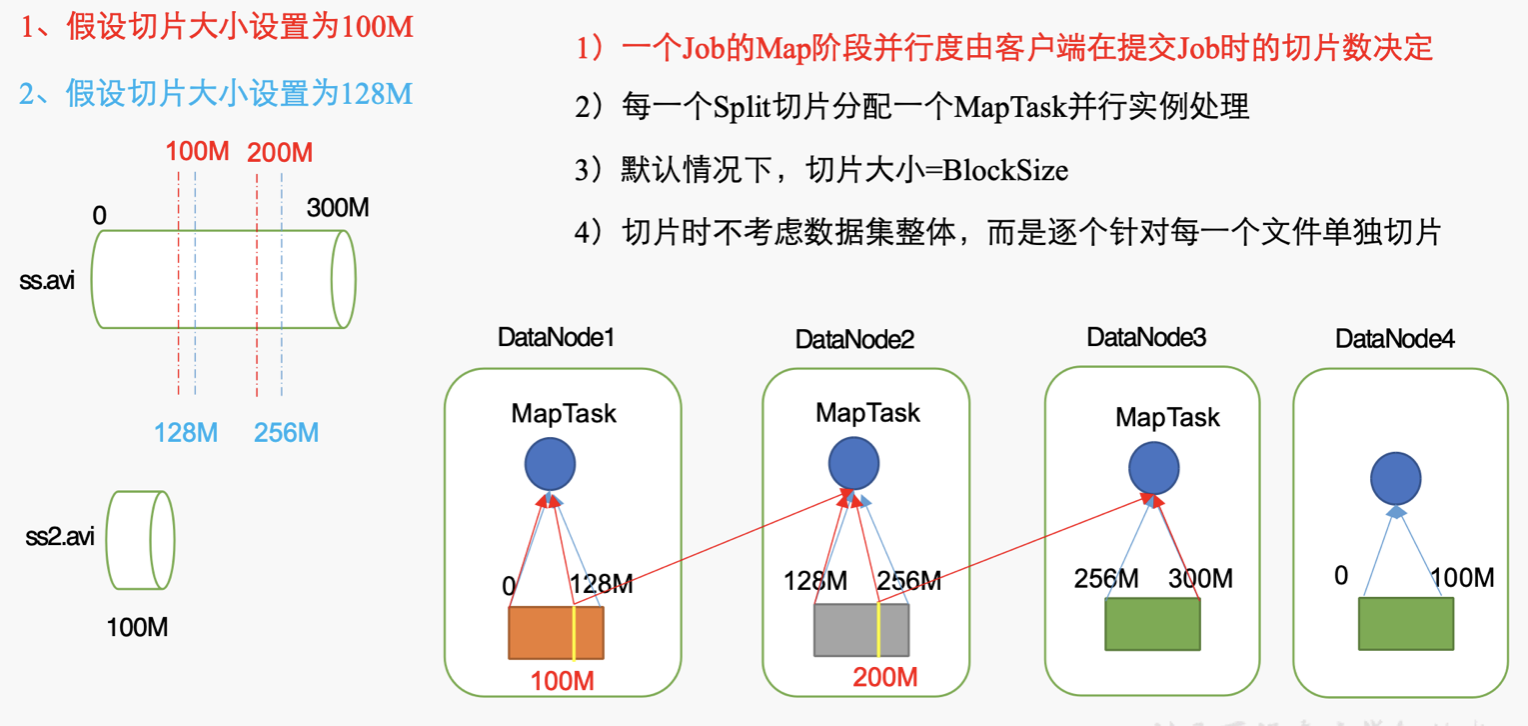 1、假设切片大小设置为100M
2、假设切片大小设置为128M
1）一个Job的Map阶段并行度由客户端在提交Job时的切片数决定
2）每一个Split切片分配一个MapTask并行实例处理
3）默认情况下，切片大小=BlockSize
4）切片时不考虑数据集整体，而是逐个针对每一个文件单独切片
100M 200M
0 300M
ss.avi
128M 256M
ss2.avi
100M
DataNode1 DataNode2 DataNode3 DataNode4
MapTask MapTask MapTask
0 128M 128M 256M 256M 300M 0 100M
100M 200M